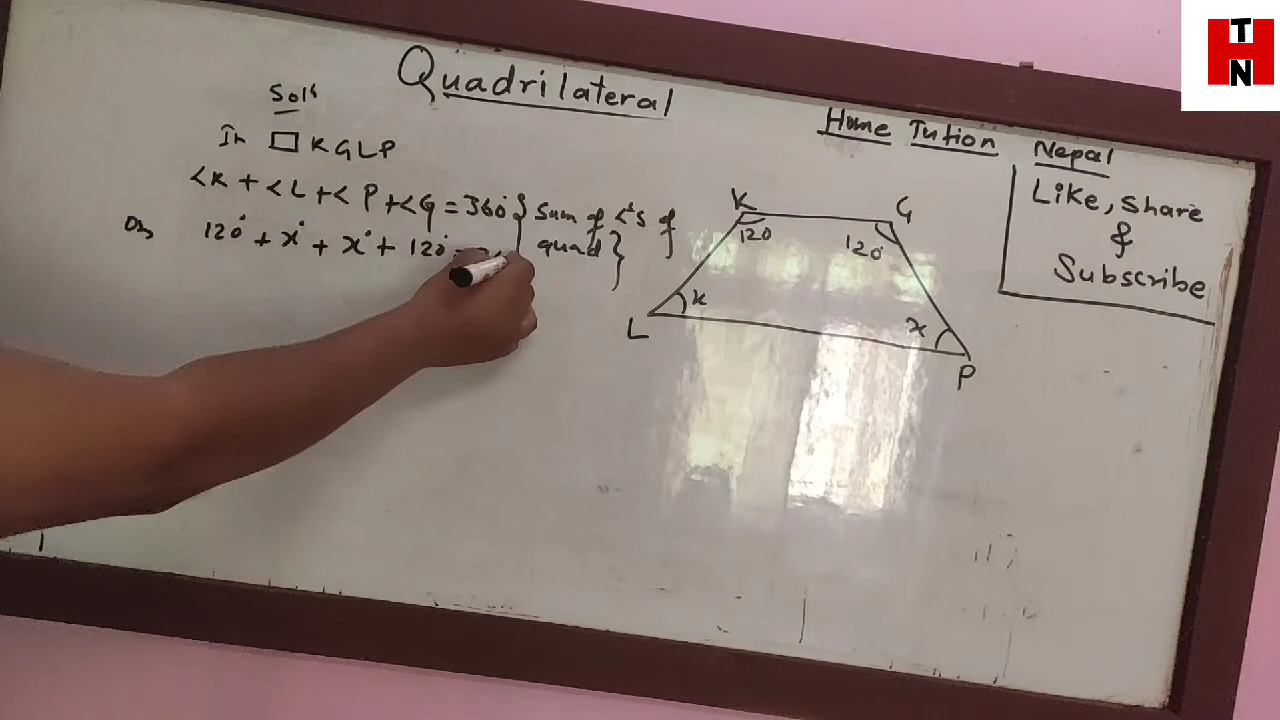 Quadrilateral
Solⁿ
In □ KGLP
<K + <L + <P + <G = 360° } Sum of <'s of
quad }
Or, 120° + x° + x° + 120°
Home Tution Nepal
Like, share
&
Subscribe
K
G
120
120
x
x
L
P
T
H
N